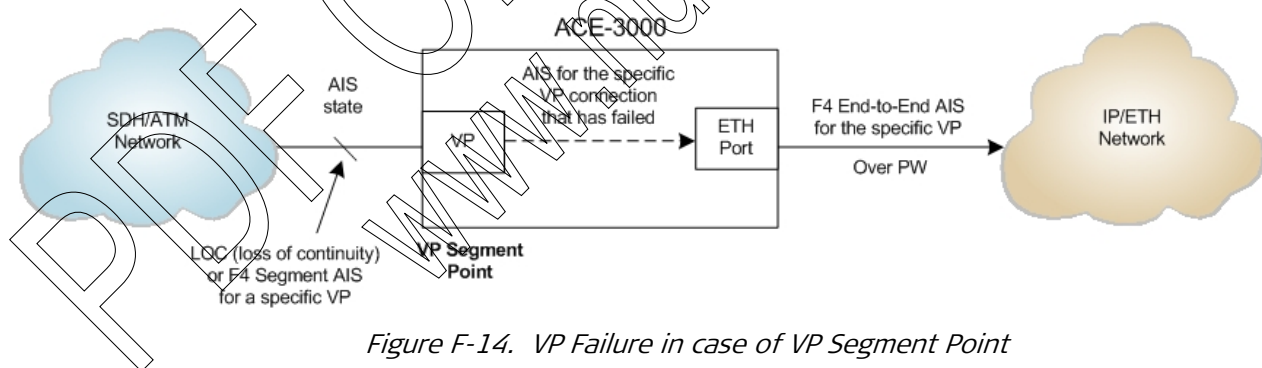 ACE-3000
SDH/ATM
Network
AIS
state
AIS for the specific
VP connection
that has failed
VP
ETH
Port
F4 End-to-End AIS
for the specific VP
Over PW
IP/ETH
Network
LOC (loss of continuity)
or F4 Segment AIS
for a specific VP
VP Segment
Point
Figure F-14. VP Failure in case of VP Segment Point